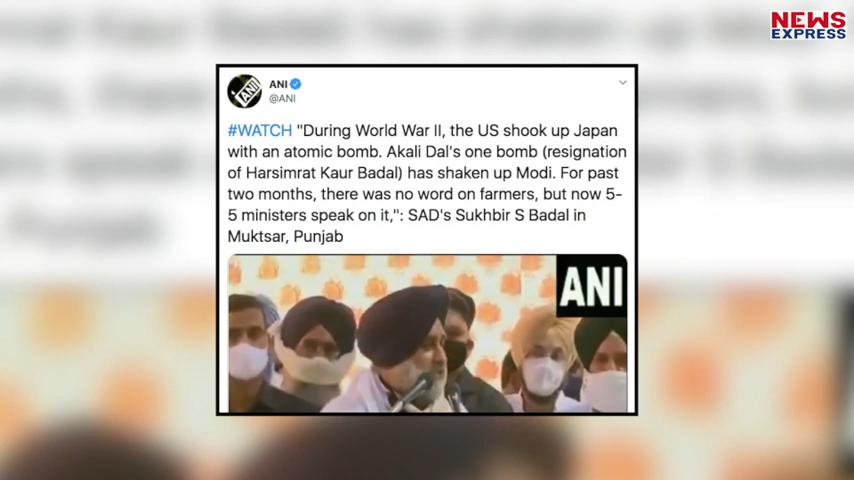 NEWS
EXPRESS
ANI
ANI
@ANI
#WATCH "During World War II, the US shook up Japan
with an atomic bomb. Akali Dal's one bomb (resignation
of Harsimrat Kaur Badal) has shaken up Modi. For past
two months, there was no word on farmers, but now 5-
5 ministers speak on it,": SAD's Sukhbir S Badal in
Muktsar, Punjab
ANI